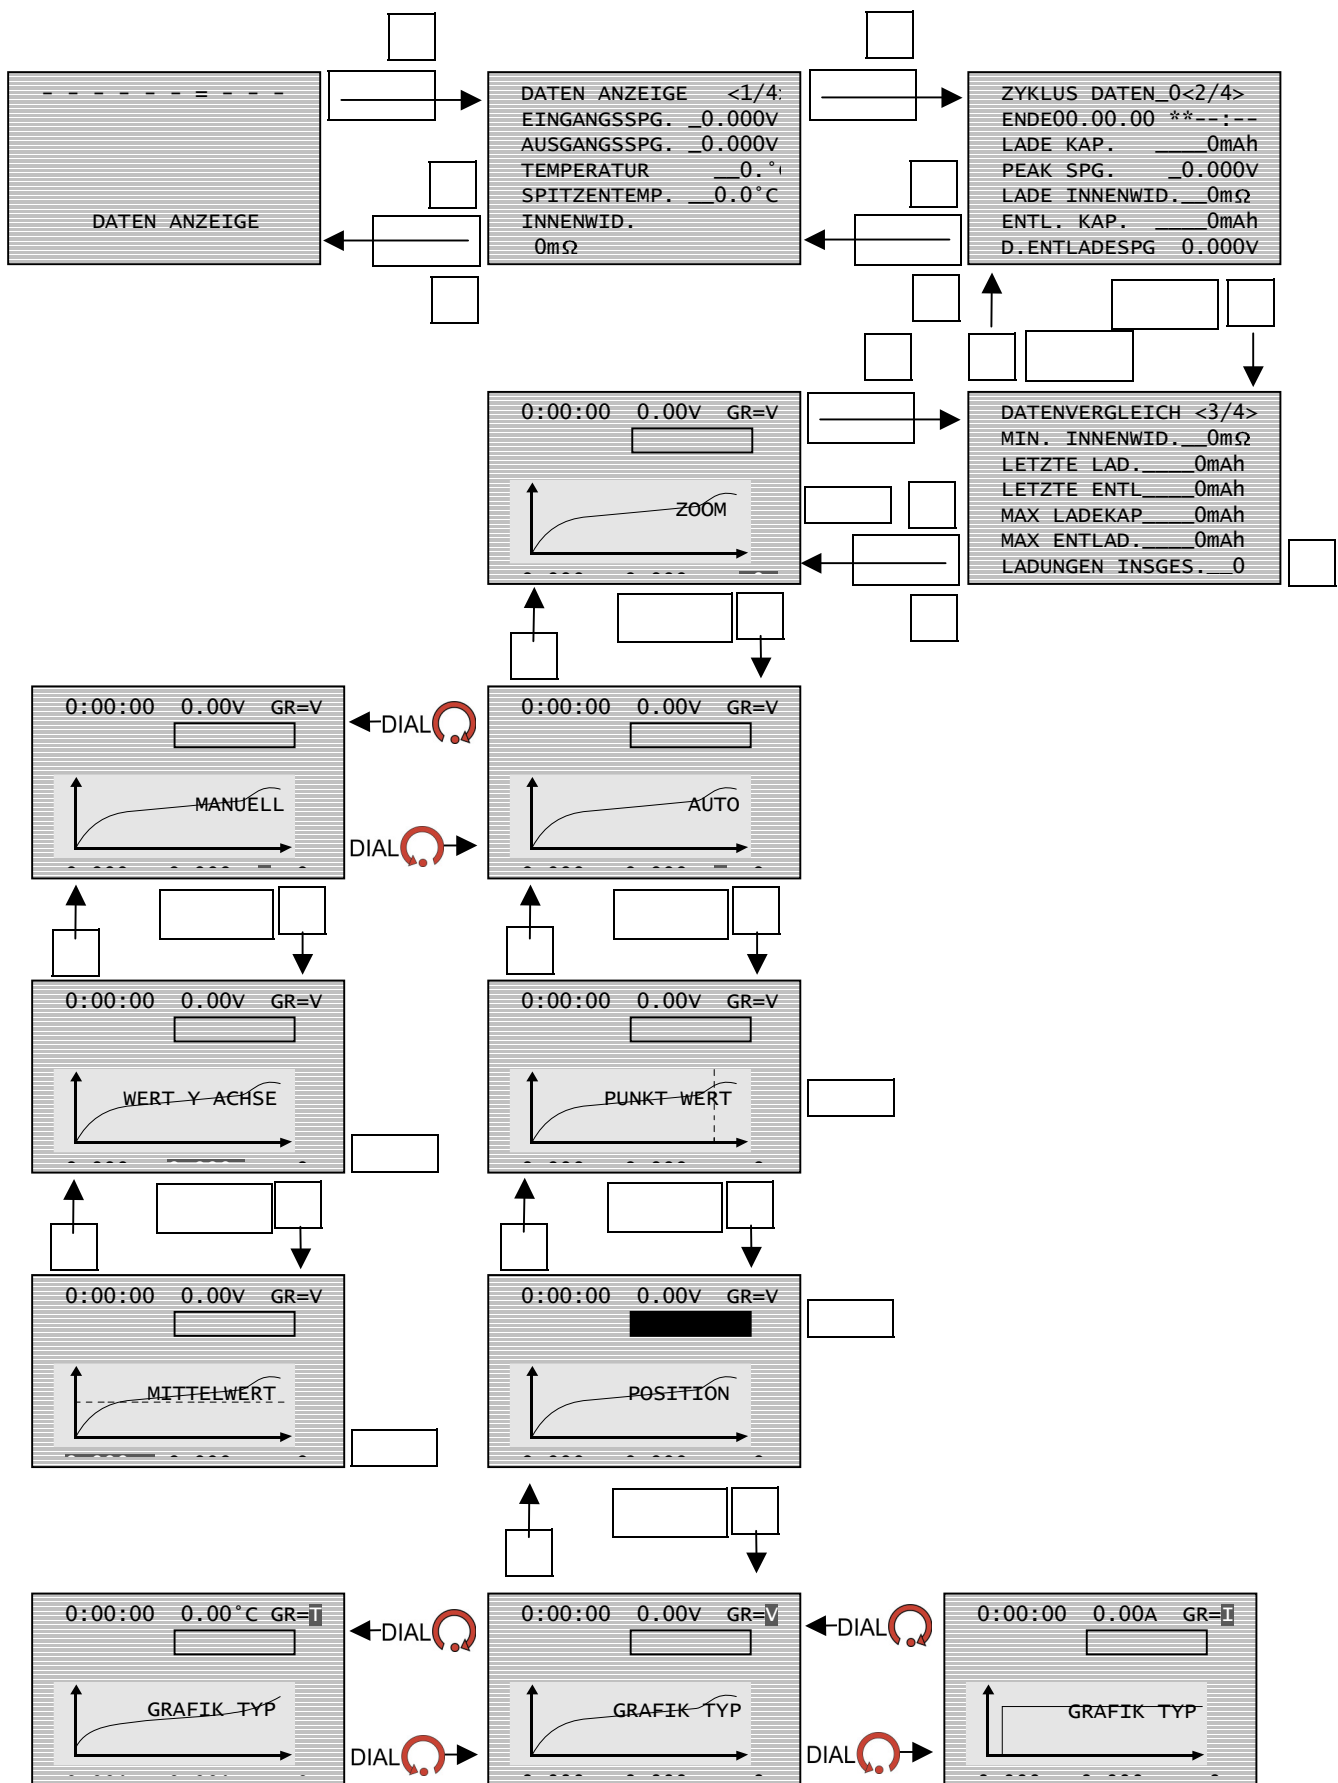 - - - - - - = - - -
DATEN ANZEIGE
DATEN ANZEIGE <1/4
EINGANGSSPG. _0.000V
AUSGANGSSPG. _0.000V
TEMPERATUR __0.°
SPITZENTEMP. __0.0°C
INNENWID.
0mΩ
ZYKLUS DATEN_0<2/4>
ENDE00.00.00 **--:--
LADE KAP. ____0mAh
PEAK SPG. _0.000V
LADE INNENWID.__0mΩ
ENTL. KAP. ____0mAh
D.ENTLADESPG 0.000V
0:00:00 0.00V GR=V
ZOOM
DATENVERGLEICH <3/4>
MIN. INNENWID.__0mΩ
LETZTE LAD.____0mAh
LETZTE ENTL____0mAh
MAX LADEKAP____0mAh
MAX ENTLAD.____0mAh
LADUNGEN INSGES.__0
0:00:00 0.00V GR=V
MANUELL
DIAL
DIAL
0:00:00 0.00V GR=V
AUTO
0:00:00 0.00V GR=V
WERT Y ACHSE
0:00:00 0.00V GR=V
PUNKT WERT
0:00:00 0.00V GR=V
MITTELWERT
0:00:00 0.00V GR=V
POSITION
0:00:00 0.00°C GR=T
GRAFIK TYP
DIAL
DIAL
0:00:00 0.00V GR=V
GRAFIK TYP
DIAL
DIAL
0:00:00 0.00A GR=I
GRAFIK TYP